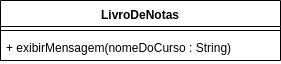 LivroDeNotas
+ exibirMensagem(nomeDoCurso : String)